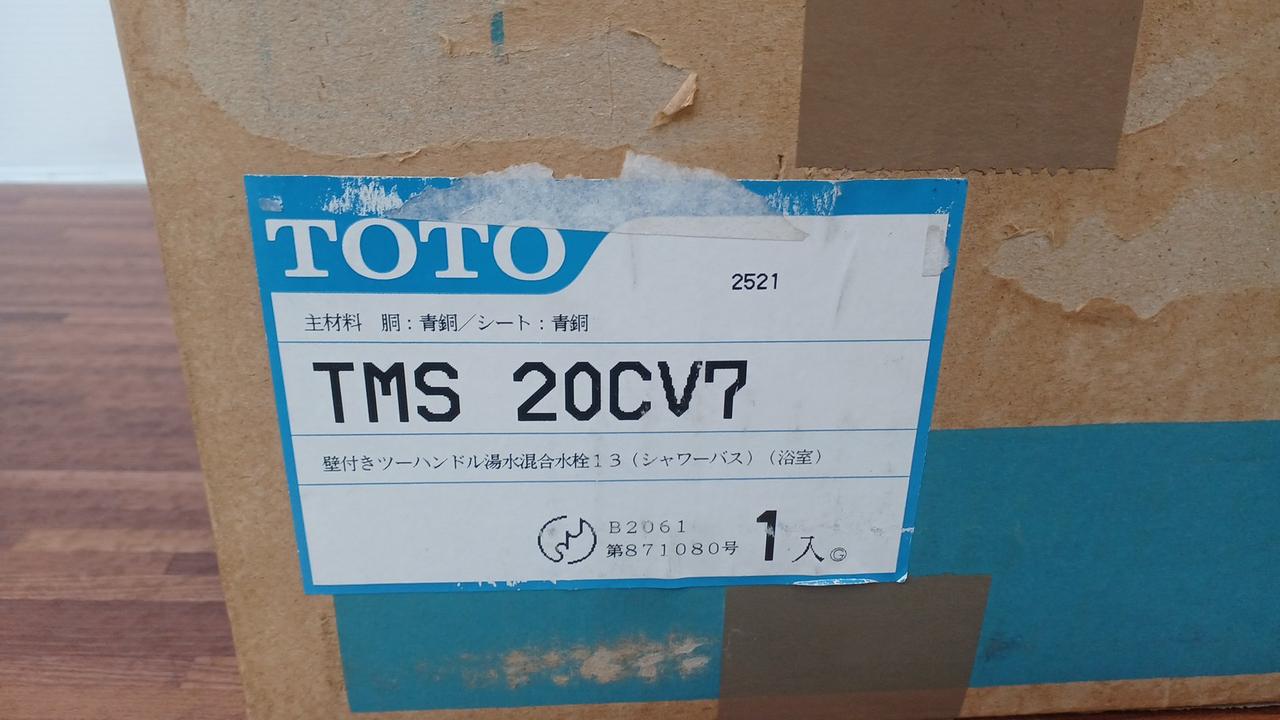 TOTO
2521
主材料 胴：青銅／シート：青銅
TMS 20CV7
壁付きツーハンドル湯水混合水栓１３（シャワーバス）（浴室）
B2061
第871080号
1入Ⓖ